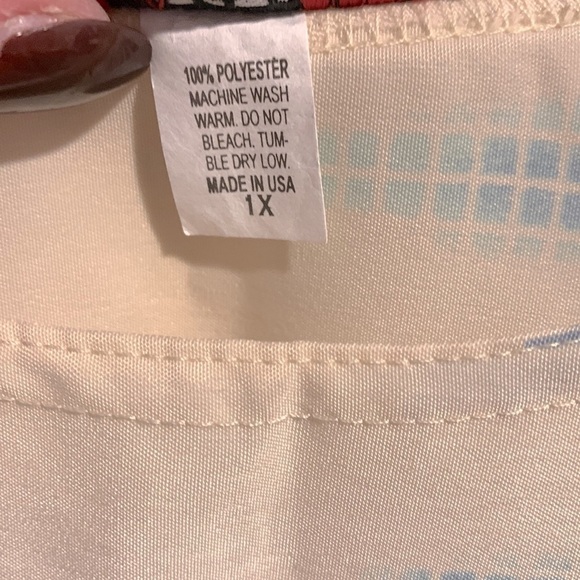 100% POLYESTER
MACHINE WASH
WARM. DO NOT
BLEACH. TUM-
BLE DRY LOW.
MADE IN USA
1X